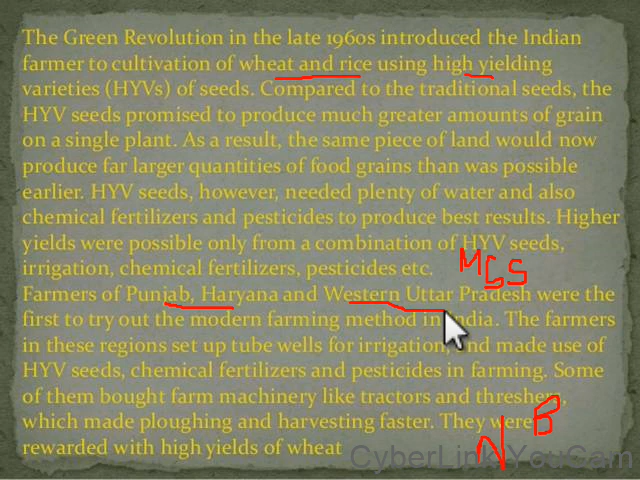 The Green Revolution in the late 1960s introduced the Indian
farmer to cultivation of wheat and rice using high yielding
varieties (HYVs) of seeds. Compared to the traditional seeds, the
HYV seeds promised to produce much greater amounts of grain
on a single plant. As a result, the same piece of land would now
produce far larger quantities of food grains than was possible
earlier. HYV seeds, however, needed plenty of water and also
chemical fertilizers and pesticides to produce best results. Higher
yields were possible only from a combination of HYV seeds,
irrigation, chemical fertilizers, pesticides etc.
MGS
Farmers of Punjab, Haryana and Western Uttar Pradesh were the
first to try out the modern farming method in India. The farmers
in these regions set up tube wells for irrigation, and made use of
HYV seeds, chemical fertilizers and pesticides in farming. Some
of them bought farm machinery like tractors and threshers,
which made ploughing and harvesting faster. They were
rewarded with high yields of wheat
N B
CyberLink YouCam